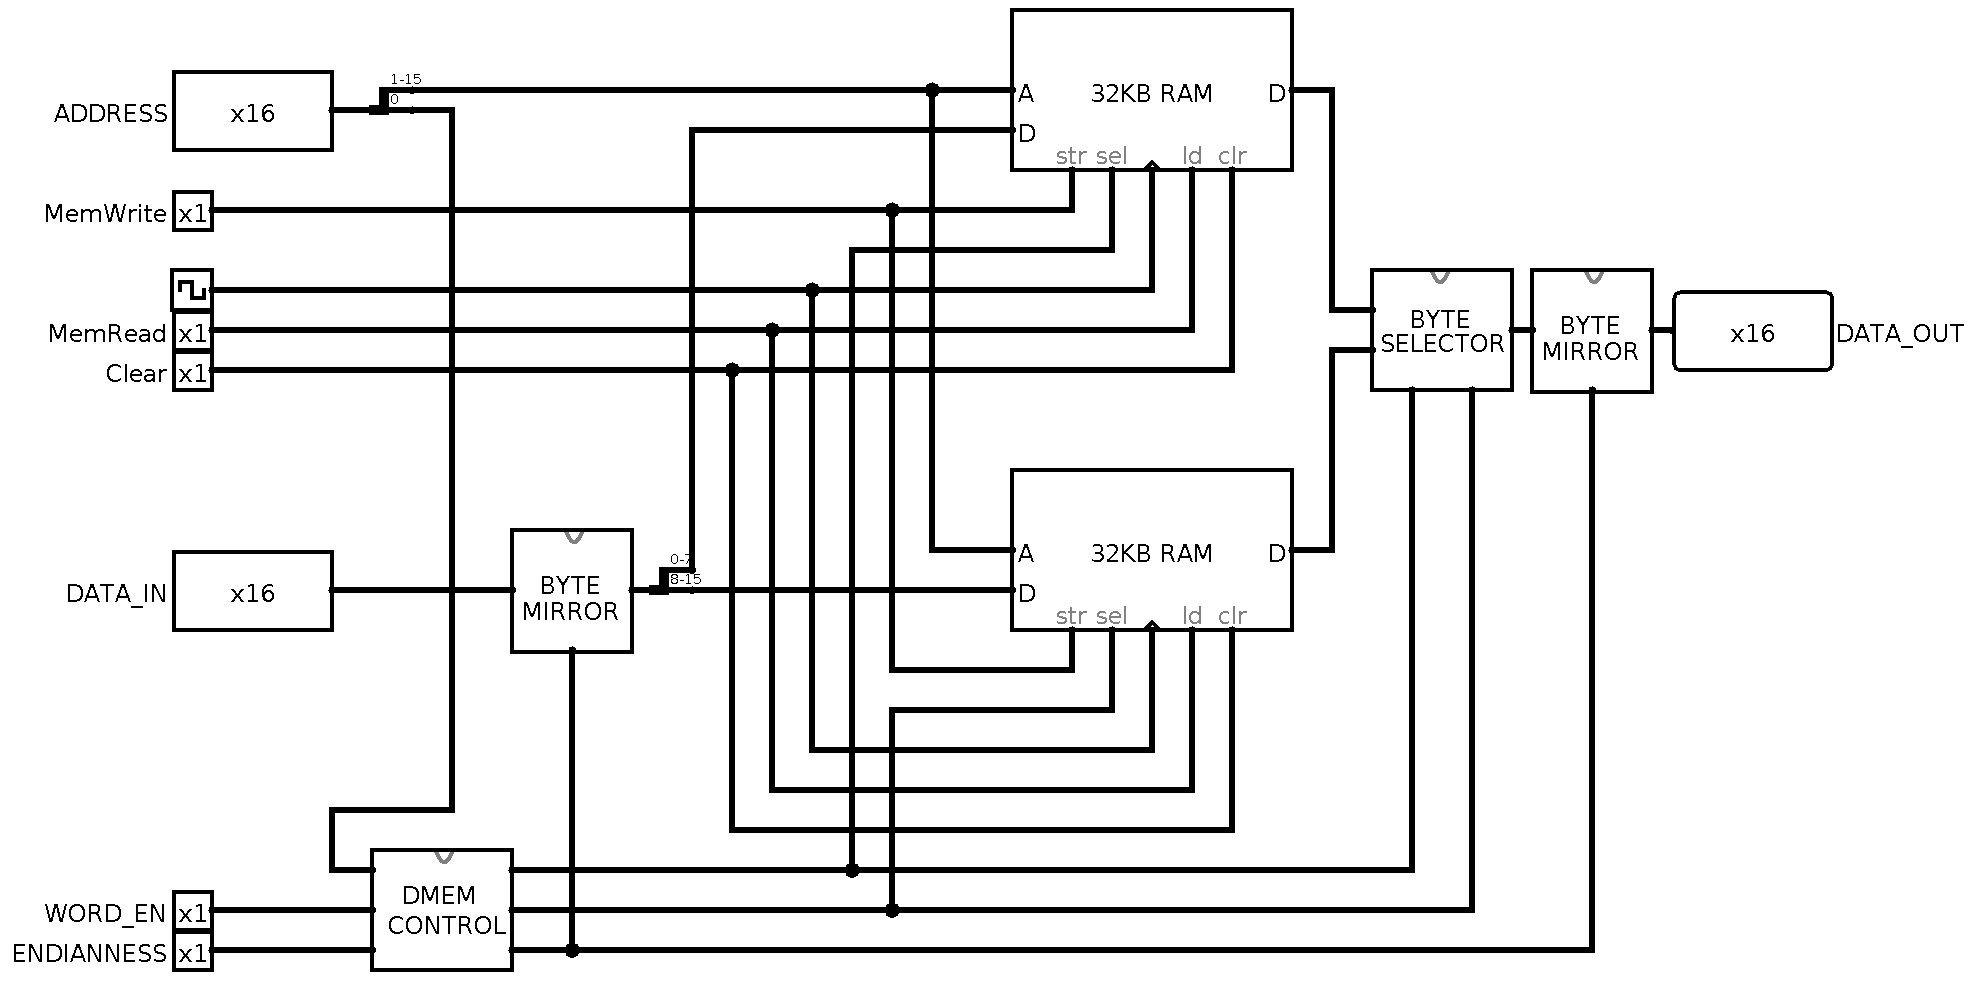 1-15
0
A
32KB RAM
D
ADDRESS
x16
D
str sel ld clr
MemWrite
x1
MemRead
x1
Clear
x1
BYTE
SELECTOR
BYTE
MIRROR
x16
DATA_OUT
A
32KB RAM
D
0-7
8-15
DATA_IN
x16
BYTE
MIRROR
D
str sel ld clr
DMEM
CONTROL
WORD_EN
x1
ENDIANNESS
x1